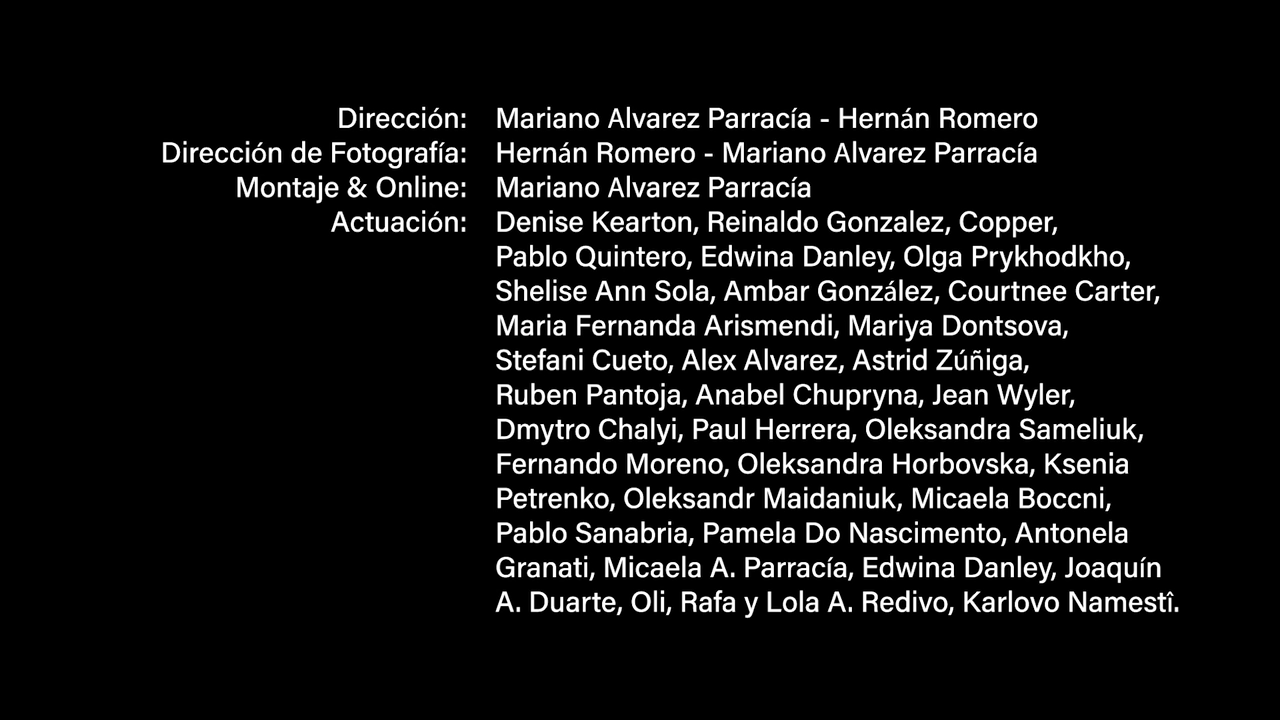 Dirección: Mariano Alvarez Parracía - Hernán Romero
Dirección de Fotografía: Hernán Romero - Mariano Alvarez Parracía
Montaje & Online: Mariano Alvarez Parracía
Actuación: Denise Kearton, Reinaldo Gonzalez, Copper,
Pablo Quintero, Edwina Danley, Olga Prykhodkho,
Shelise Ann Sola, Ambar González, Courtnee Carter,
Maria Fernanda Arismendi, Mariya Dontsova,
Stefani Cueto, Alex Alvarez, Astrid Zúñiga,
Ruben Pantoja, Anabel Chupryna, Jean Wyler,
Dmytro Chalyi, Paul Herrera, Oleksandra Sameliuk,
Fernando Moreno, Oleksandra Horbovska, Ksenia
Petrenko, Oleksandr Maidaniuk, Micaela Boccni,
Pablo Sanabria, Pamela Do Nascimento, Antonela
Granati, Micaela A. Parracía, Edwina Danley, Joaquín
A. Duarte, Oli, Rafa y Lola A. Redivo, Karlovo Namestî.